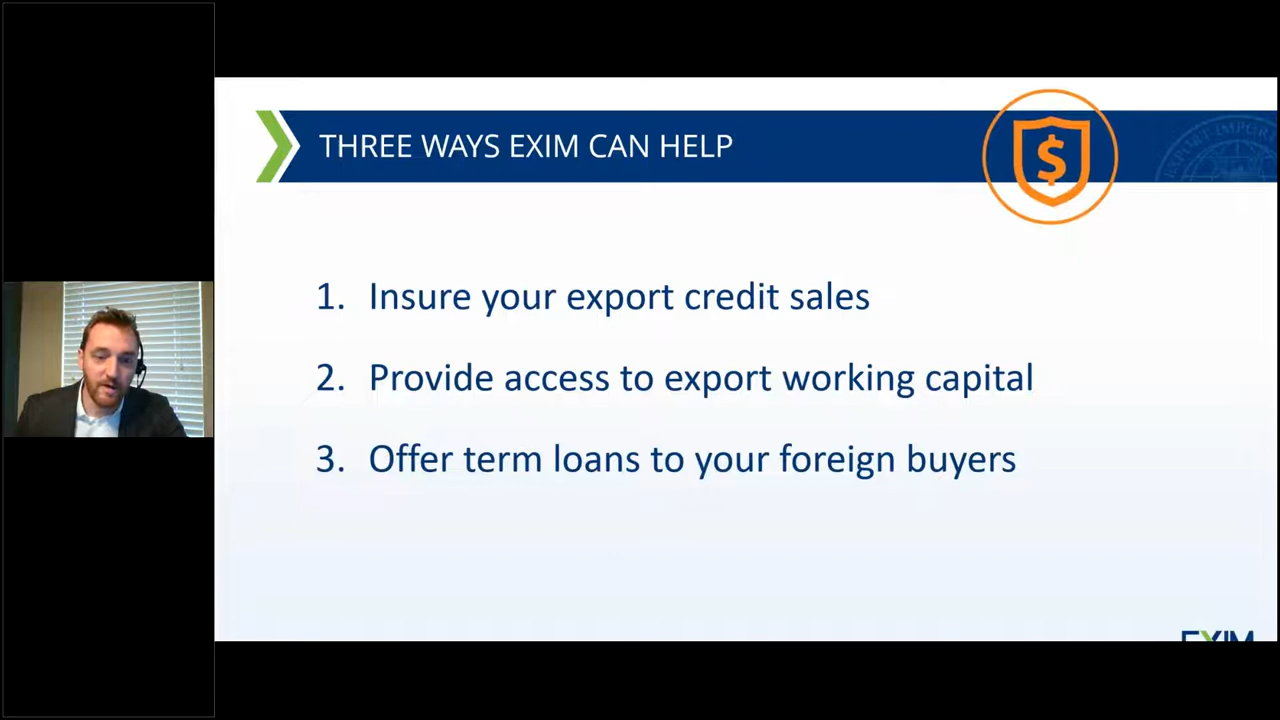 THREE WAYS EXIM CAN HELP
$
1. Insure your export credit sales
2. Provide access to export working capital
3. Offer term loans to your foreign buyers
EXIM